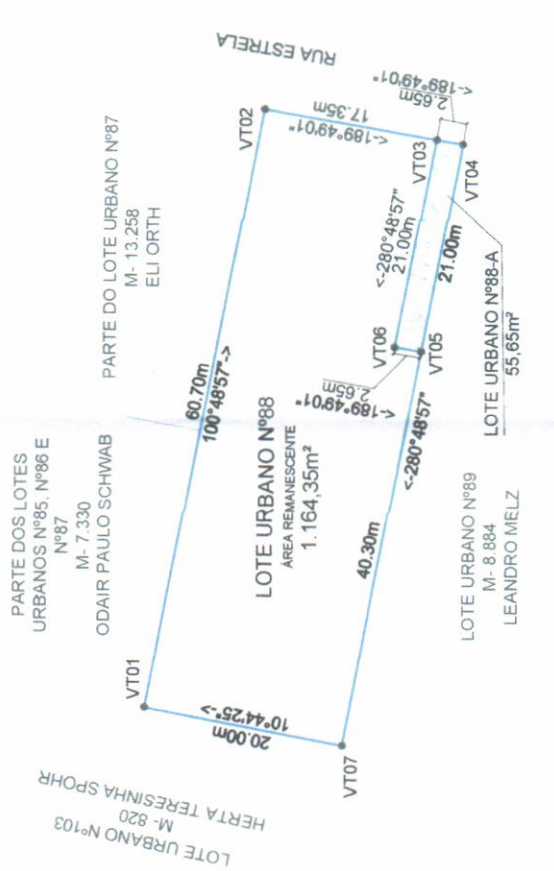 RUA ESTRELA
PARTE DO LOTE URBANO Nº87
M- 13.258
ELI ORTH
PARTE DOS LOTES
URBANOS Nº85, Nº86 E
Nº87
M- 7.330
ODAIR PAULO SCHWAB
VT01
60.70m
100°48'57"->
VT02
17.35m
<-189°49'01"
2.65m
<-189°49'01"
VT03
VT04
<-280°48'57"
21.00m
21.00m
VT06
VT05
2.65m
<-189°49'01"
LOTE URBANO Nº88
ÁREA REMANESCENTE
1.164,35m²
<-280°48'57"
40.30m
LOTE URBANO Nº88-A
55,65m²
LOTE URBANO Nº89
M- 8.884
LEANDRO MELZ
20.00m
10°44'25"->
VT07
LOTE URBANO Nº103
M- 820
HERTA TERESINHA SPOHR